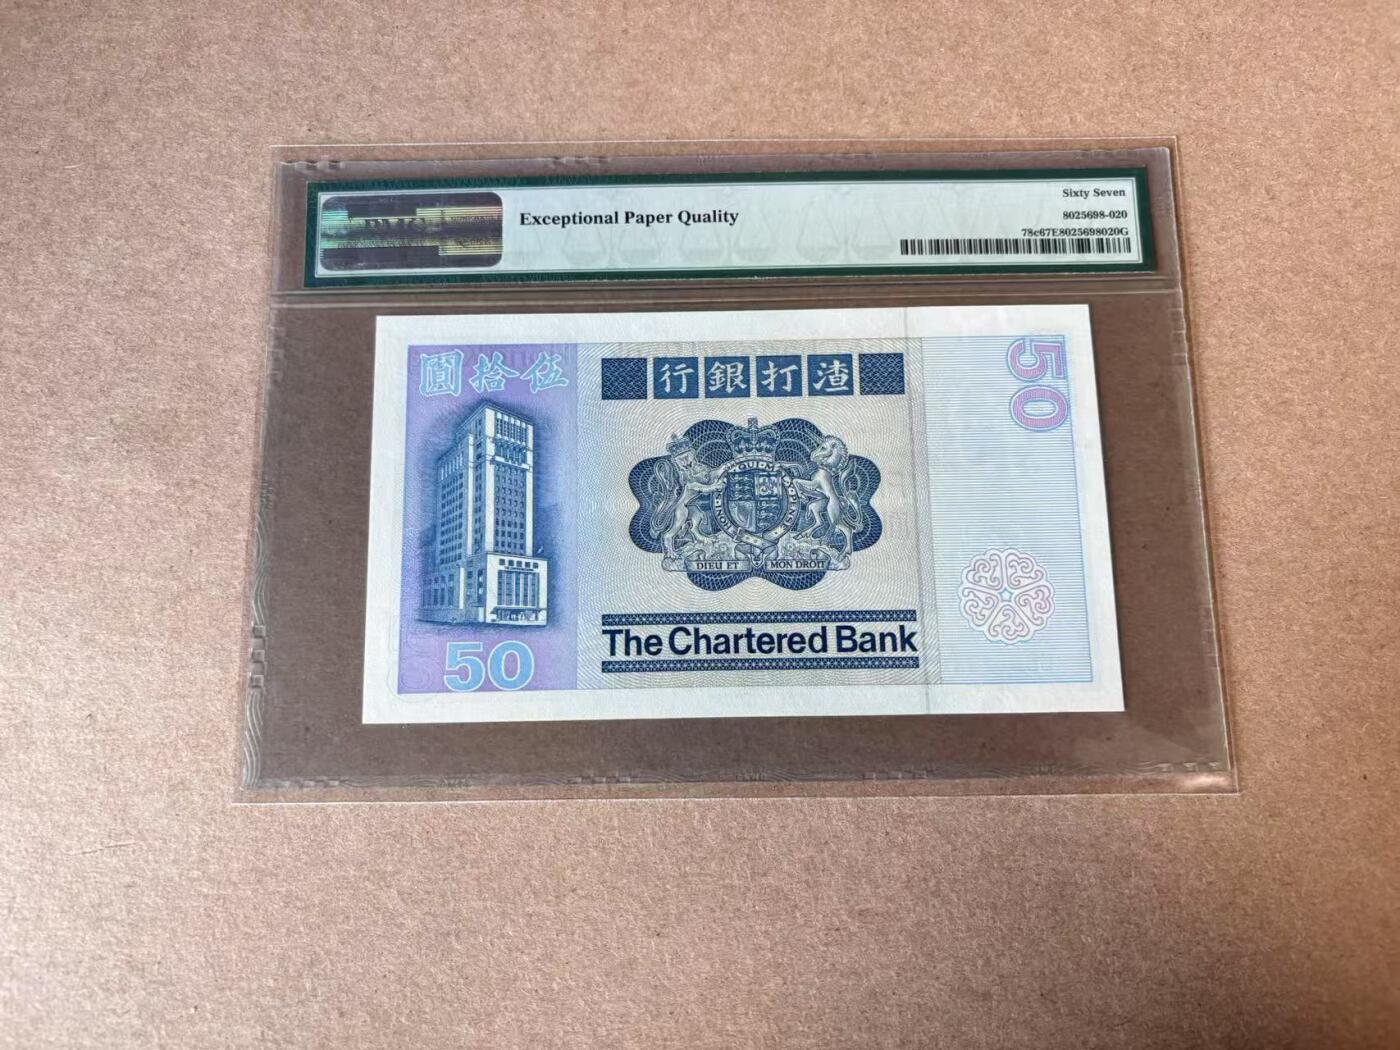 PMG
Exceptional Paper Quality
Sixty Seven
8025698-020
78c67E8025698020G
圓拾伍
行銀打渣
50
DIEU ET MON DROIT
The Chartered Bank
50